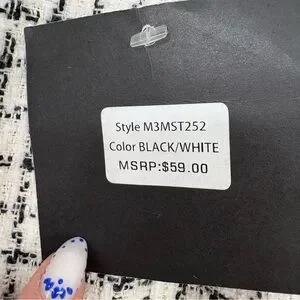 Style M3MST252
Color BLACK/WHITE
MSRP:$59.00